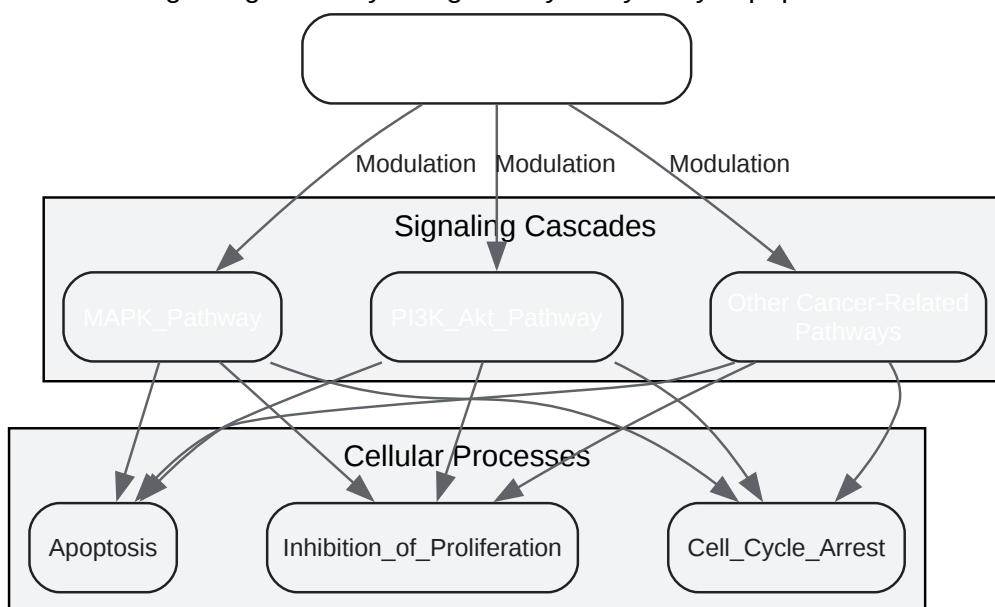 Modulation Modulation Modulation
Signaling Cascades
MAPK_Pathway PI3K_Akt_Pathway Other Cancer-Related
Pathways
Cellular Processes
Apoptosis Inhibition_of_Proliferation Cell_Cycle_Arrest